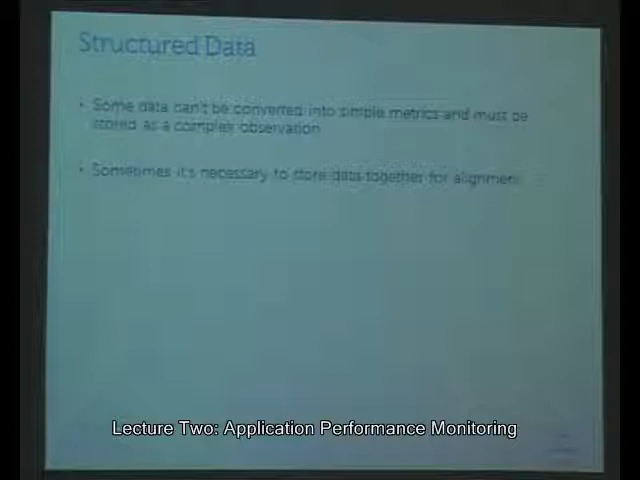 Structured Data
• Some data can't be converted into simple metrics and must be
stored as a complex observation
• Sometimes it's necessary to store data together for alignment
Lecture Two: Application Performance Monitoring